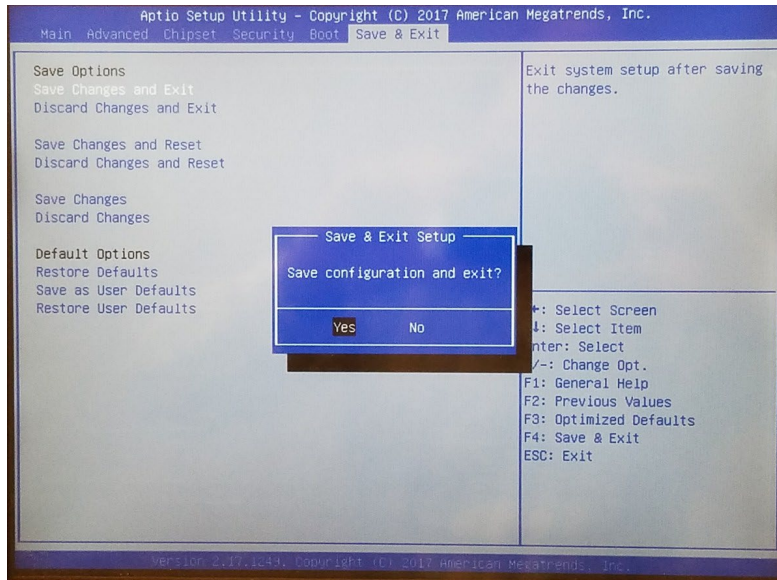 Aptio Setup Utility – Copyright (C) 2017 American Megatrends, Inc.
Main Advanced Chipset Security Boot Save & Exit
Save Options
Save Changes and Exit
Discard Changes and Exit
Save Changes and Reset
Discard Changes and Reset
Save Changes
Discard Changes
Default Options
Restore Defaults
Save as User Defaults
Restore User Defaults
Save & Exit Setup
Save configuration and exit?
Yes No
Exit system setup after saving
the changes.
: Select Screen
: Select Item
nter: Select
/-: Change Opt.
F1: General Help
F2: Previous Values
F3: Optimized Defaults
F4: Save & Exit
ESC: Exit
Version 2.17.1249. Copyright (C) 2017 American Megatrends, Inc.